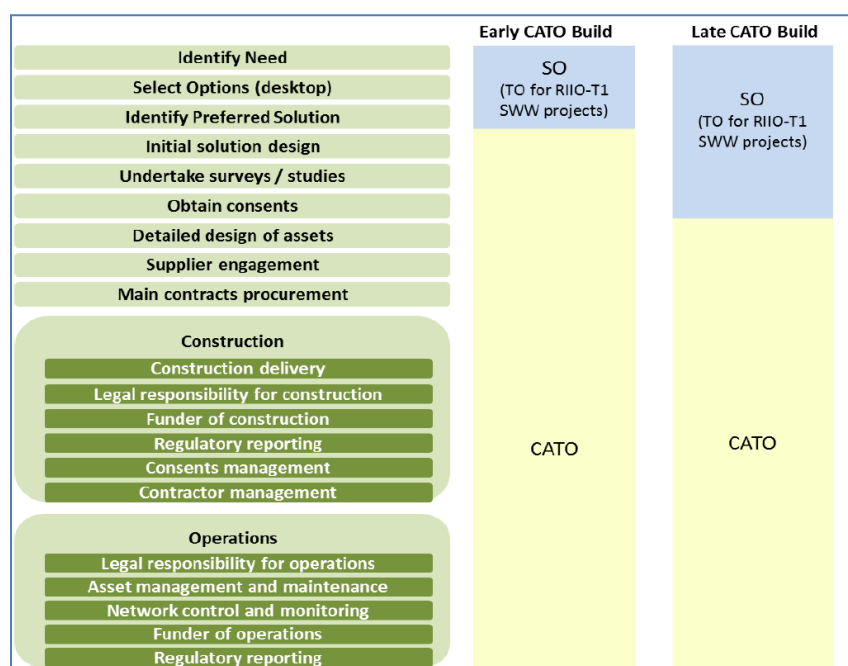 Early CATO Build
Late CATO Build
Identify Need
Select Options (desktop)
Identify Preferred Solution
Initial solution design
Undertake surveys / studies
Obtain consents
Detailed design of assets
Supplier engagement
Main contracts procurement
Construction
Construction delivery
Legal responsibility for construction
Funder of construction
Regulatory reporting
Consents management
Contractor management
Operations
Legal responsibility for operations
Asset management and maintenance
Network control and monitoring
Funder of operations
Regulatory reporting
SO
(TO for RIIO-T1
SWW projects)
CATO
SO
(TO for RIIO-T1
SWW projects)
CATO